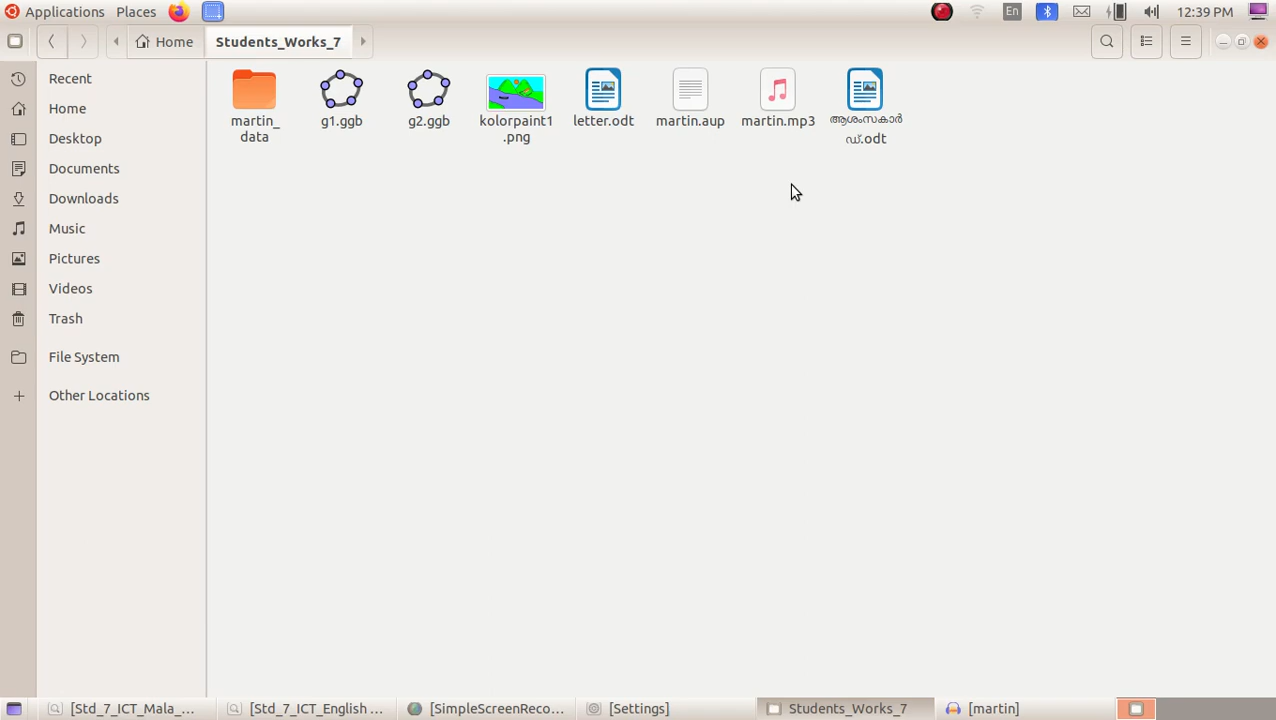 Applications Places
En
12:39 PM
Home
Students_Works_7
Recent
Home
Desktop
Documents
Downloads
Music
Pictures
Videos
Trash
File System
Other Locations
martin_
data
g1.ggb
g2.ggb
kolorpaint1
.png
letter.odt
martin.aup
martin.mp3
ആശംസകാർ
ഡ്.odt
[Std_7_ICT_Mala_...
[Std_7_ICT_English ...
[SimpleScreenReco...
[Settings]
Students_Works_7
[martin]